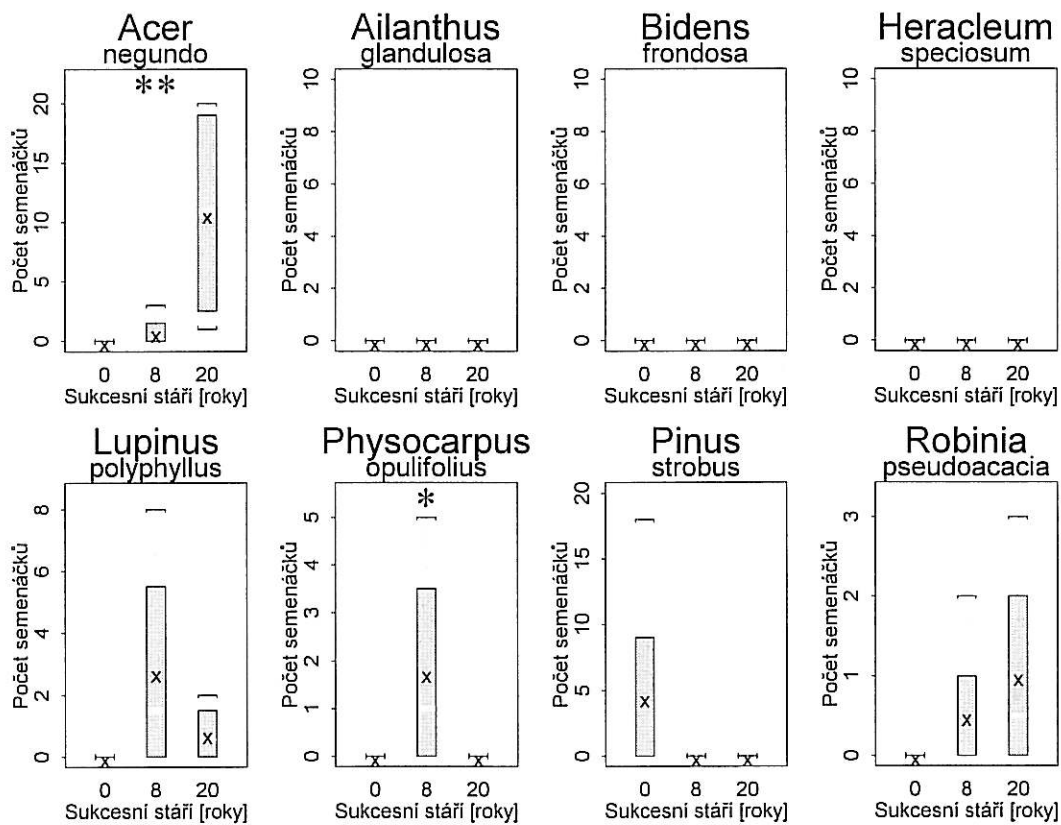 Acer
negundo
**
Počet semenáčků
20
15
10
5
0
x
x
x
0 8 20
Sukcesní stáří [roky]
Ailanthus
glandulosa
Počet semenáčků
10
8
6
4
2
0
x x x
0 8 20
Sukcesní stáří [roky]
Bidens
frondosa
Počet semenáčků
10
8
6
4
2
0
x x x
0 8 20
Sukcesní stáří [roky]
Heracleum
speciosum
Počet semenáčků
10
8
6
4
2
0
x x x
0 8 20
Sukcesní stáří [roky]
Lupinus
polyphyllus
Počet semenáčků
8
6
4
2
0
x
x
x
0 8 20
Sukcesní stáří [roky]
Physocarpus
opulifolius
*
Počet semenáčků
5
4
3
2
1
0
x
x
x
0 8 20
Sukcesní stáří [roky]
Pinus
strobus
Počet semenáčků
20
15
10
5
0
x
x x
0 8 20
Sukcesní stáří [roky]
Robinia
pseudoacacia
Počet semenáčků
3
2
1
0
x
x
x
0 8 20
Sukcesní stáří [roky]